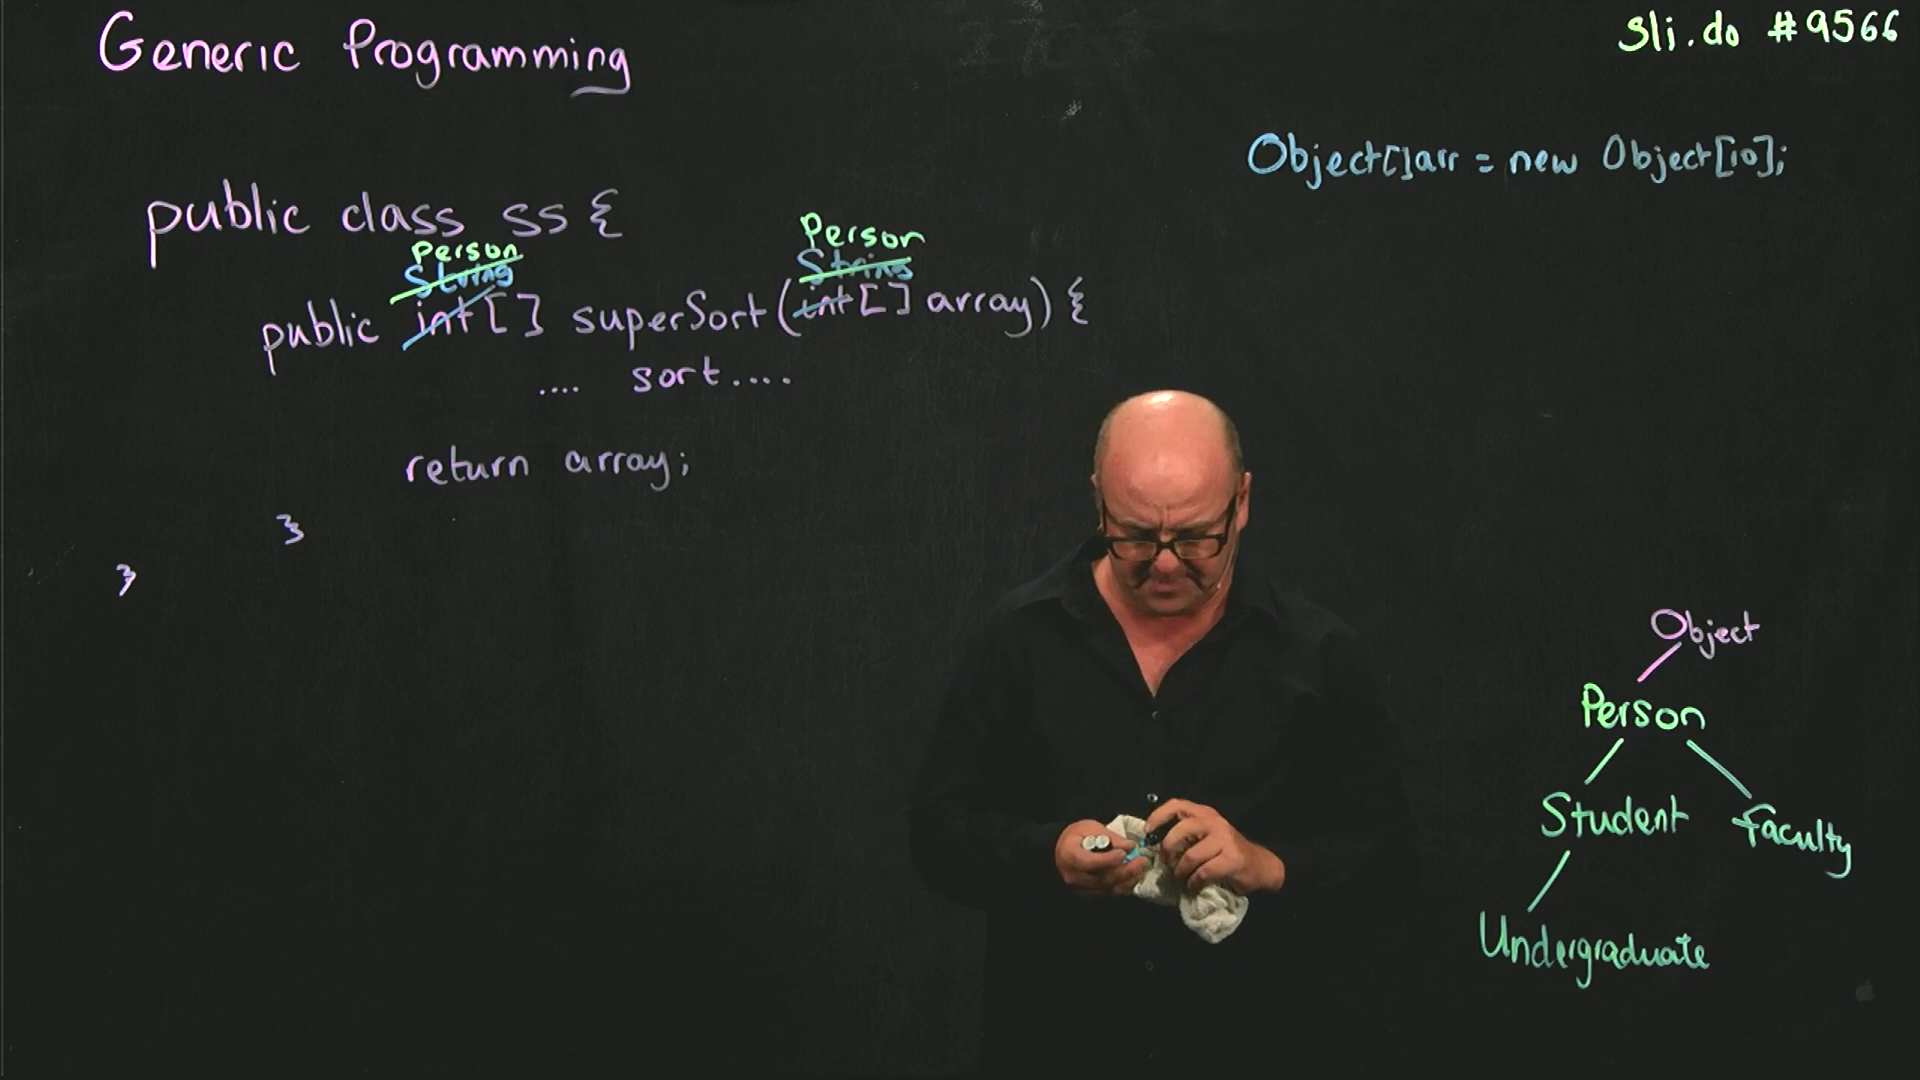 Generic Programming
Sli.do #9566
Object[]arr = new Object[10];
public class ss {
Person Person
String String
public int[] superSort(int[] array) {
.... sort....
return array;
}
}
Object
Person
Student Faculty
Undergraduate